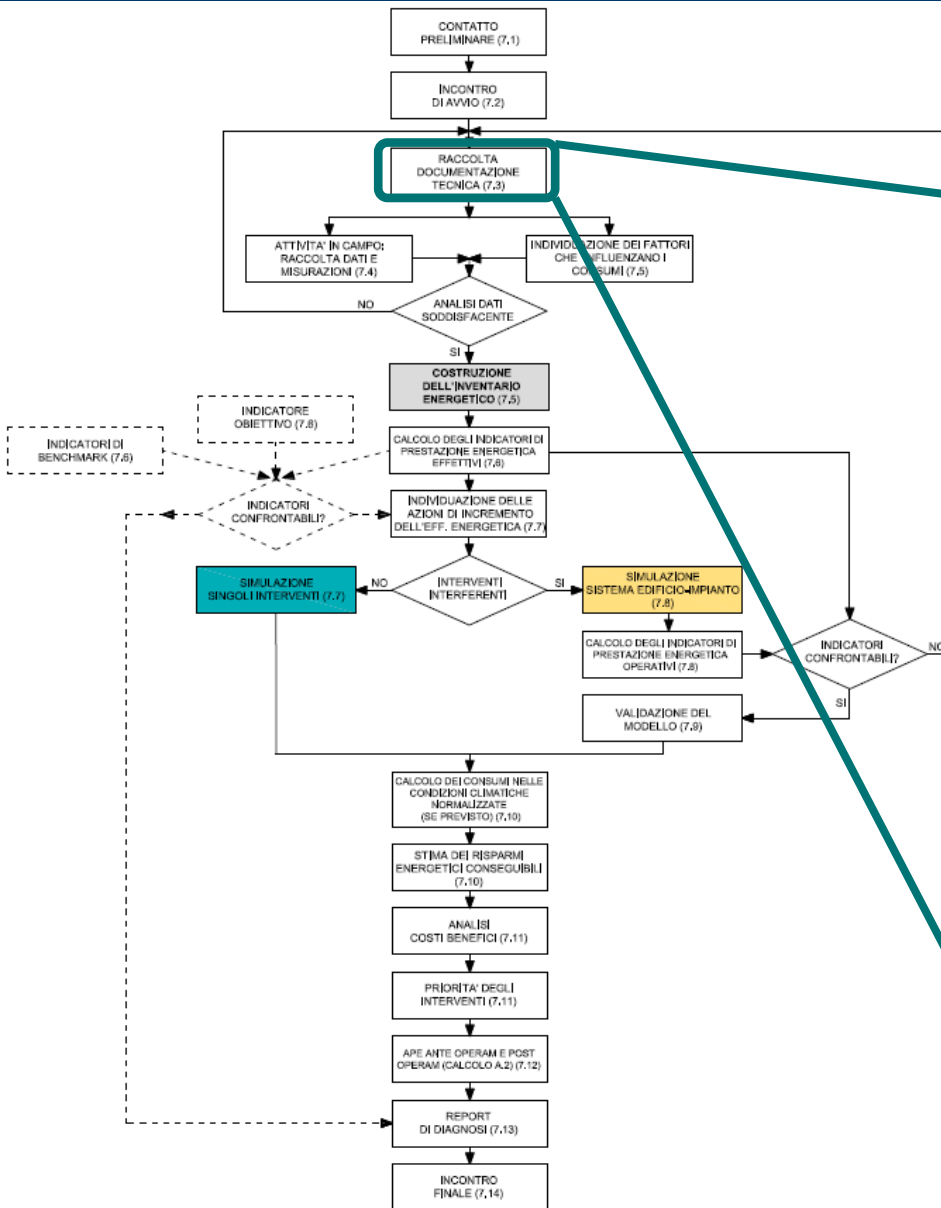 CONTATTO
PRELIMINARE (7.1)
INCONTRO
DI AVVIO (7.2)
RACCOLTA
DOCUMENTAZIONE
TECNICA (7.3)
ATTIVITA' IN CAMPO:
RACCOLTA DATI E
MISURAZIONI (7.4)
INDIVIDUAZIONE DEI FATTORI
CHE INFLUENZANO I
CONSUMI (7.5)
NO
ANALISI DATI
SODDISFACENTE
SI
COSTRUZIONE
DELL'INVENTARIO
ENERGETICO (7.5)
INDICATORE
OBIETTIVO (7.6)
INDICATORI DI
BENCHMARK (7.6)
CALCOLO DEGLI INDICATORI DI
PRESTAZIONE ENERGETICA
EFFETTIVI (7.6)
INDICATORI
CONFRONTABILI?
INDIVIDUAZIONE DELLE
AZIONI DI INCREMENTO
DELL'EFF. ENERGETICA (7.7)
SIMULAZIONE
SINGOLI INTERVENTI (7.7)
NO
INTERVENTI
INTERFERENTI
SI
SIMULAZIONE
SISTEMA EDIFICIO-IMPIANTO
(7.8)
CALCOLO DEGLI INDICATORI DI
PRESTAZIONE ENERGETICA
OPERATIVI (7.8)
INDICATORI
CONFRONTABILI?
NO
SI
VALIDAZIONE DEL
MODELLO (7.9)
CALCOLO DEI CONSUMI NELLE
CONDIZIONI CLIMATICHE
NORMALIZZATE
(SE PREVISTO) (7.10)
STIMA DEI RISPARMI
ENERGETICI CONSEGUIBILI
(7.10)
ANALISI
COSTI BENEFICI (7.11)
PRIORITA' DEGLI
INTERVENTI (7.11)
APE ANTE OPERAM E POST
OPERAM (CALCOLO A.2) (7.12)
REPORT
DI DIAGNOSI (7.13)
INCONTRO
FINALE (7.14)